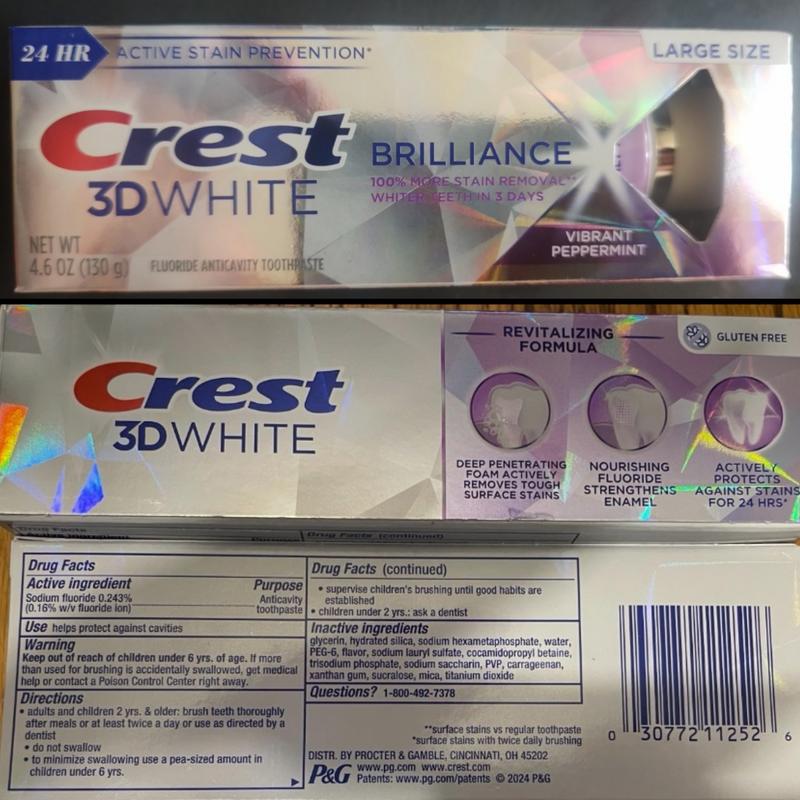 24 HR ACTIVE STAIN PREVENTION* LARGE SIZE
Crest
3DWHITE
BRILLIANCE
100% MORE STAIN REMOVAL**
WHITER TEETH IN 3 DAYS
VIBRANT
PEPPERMINT
NET WT
4.6 OZ (130 g) FLUORIDE ANTICAVITY TOOTHPASTE
Crest
3DWHITE
REVITALIZING
FORMULA
GLUTEN FREE
DEEP PENETRATING
FOAM ACTIVELY
REMOVES TOUGH
SURFACE STAINS
NOURISHING
FLUORIDE
STRENGTHENS
ENAMEL
ACTIVELY
PROTECTS
AGAINST STAINS
FOR 24 HRS*
Drug Facts
Active ingredient Purpose
Drug Facts (continued)
Drug Facts
Active ingredient Purpose
Sodium fluoride 0.243% Anticavity
(0.16% w/v fluoride ion) toothpaste
Use helps protect against cavities
Warning
Keep out of reach of children under 6 yrs. of age. If more
than used for brushing is accidentally swallowed, get medical
help or contact a Poison Control Center right away.
Directions
• adults and children 2 yrs. & older: brush teeth thoroughly
after meals or at least twice a day or use as directed by a
dentist
• do not swallow
• to minimize swallowing use a pea-sized amount in
children under 6 yrs.
Drug Facts (continued)
• supervise children's brushing until good habits are
established
• children under 2 yrs.: ask a dentist
Inactive ingredients
glycerin, hydrated silica, sodium hexametaphosphate, water,
PEG-6, flavor, sodium lauryl sulfate, cocamidopropyl betaine,
trisodium phosphate, sodium saccharin, PVP, carrageenan,
xanthan gum, sucralose, mica, titanium dioxide
Questions? 1-800-492-7378
**surface stains vs regular toothpaste
*surface stains with twice daily brushing
DISTR. BY PROCTER & GAMBLE, CINCINNATI, OH 45202
P&G www.pg.com www.crest.com
Patents: www.pg.com/patents © 2024 P&G
0 30772 11252 6